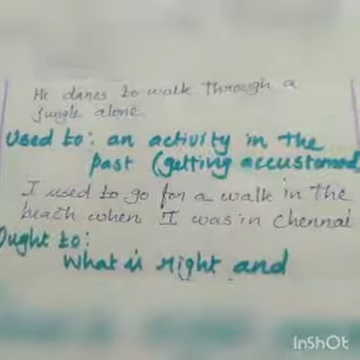 He dares to walk through a
jungle alone.
Used to: an activity in the
past (getting accustomed
I used to go for a walk in the
beach when I was in Chennai
Ought to:
What is right and
InShOt